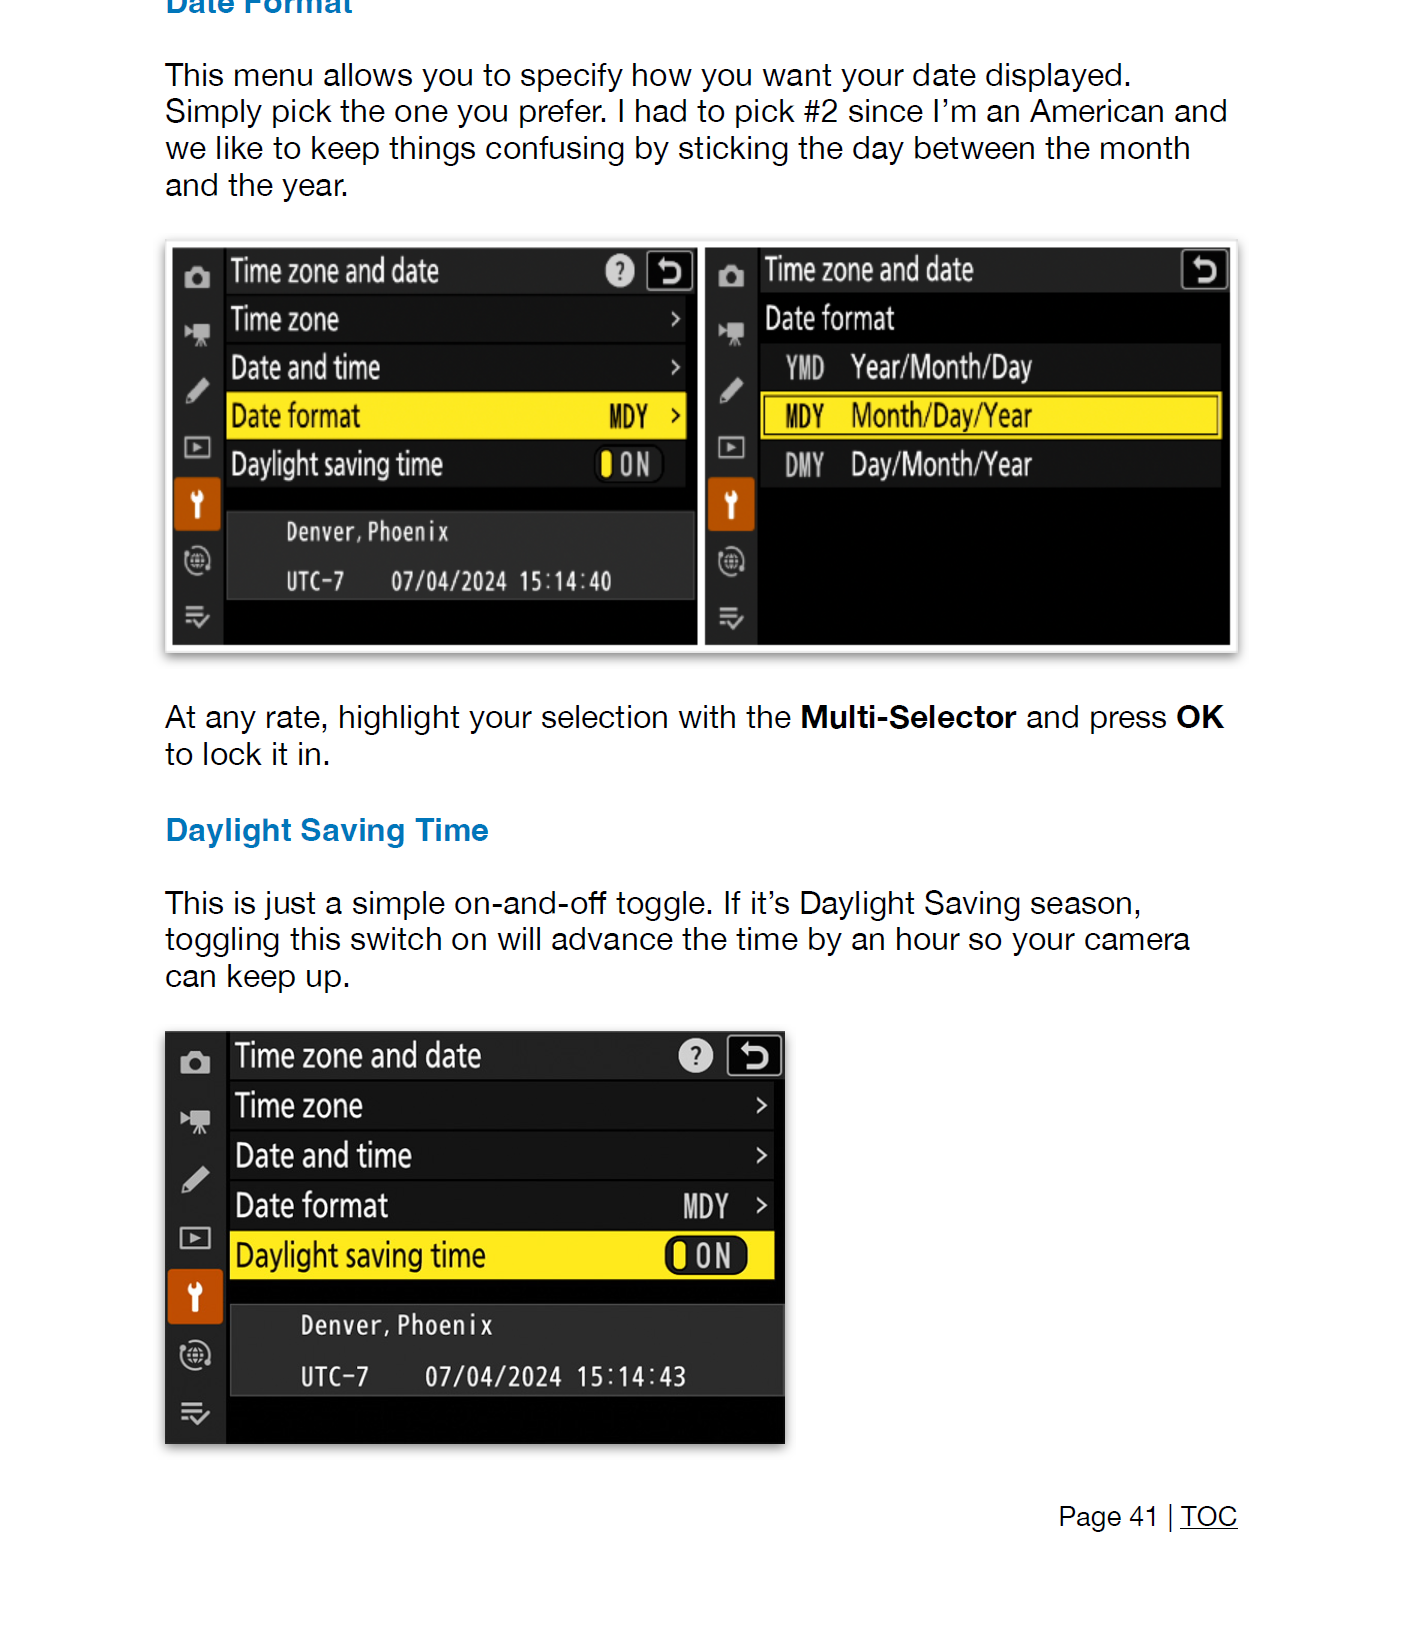 Date Format
This menu allows you to specify how you want your date displayed.
Simply pick the one you prefer. I had to pick #2 since I’m an American and
we like to keep things confusing by sticking the day between the month
and the year.
Time zone and date ?
Time zone >
Date and time >
Date format MDY >
Daylight saving time ON
Denver, Phoenix
UTC-7 07/04/2024 15:14:40
Time zone and date
Date format
YMD Year/Month/Day
MDY Month/Day/Year
DMY Day/Month/Year
At any rate, highlight your selection with the Multi-Selector and press OK
to lock it in.
Daylight Saving Time
This is just a simple on-and-off toggle. If it’s Daylight Saving season,
toggling this switch on will advance the time by an hour so your camera
can keep up.
Time zone and date ?
Time zone >
Date and time >
Date format MDY >
Daylight saving time ON
Denver, Phoenix
UTC-7 07/04/2024 15:14:43
Page 41 | TOC